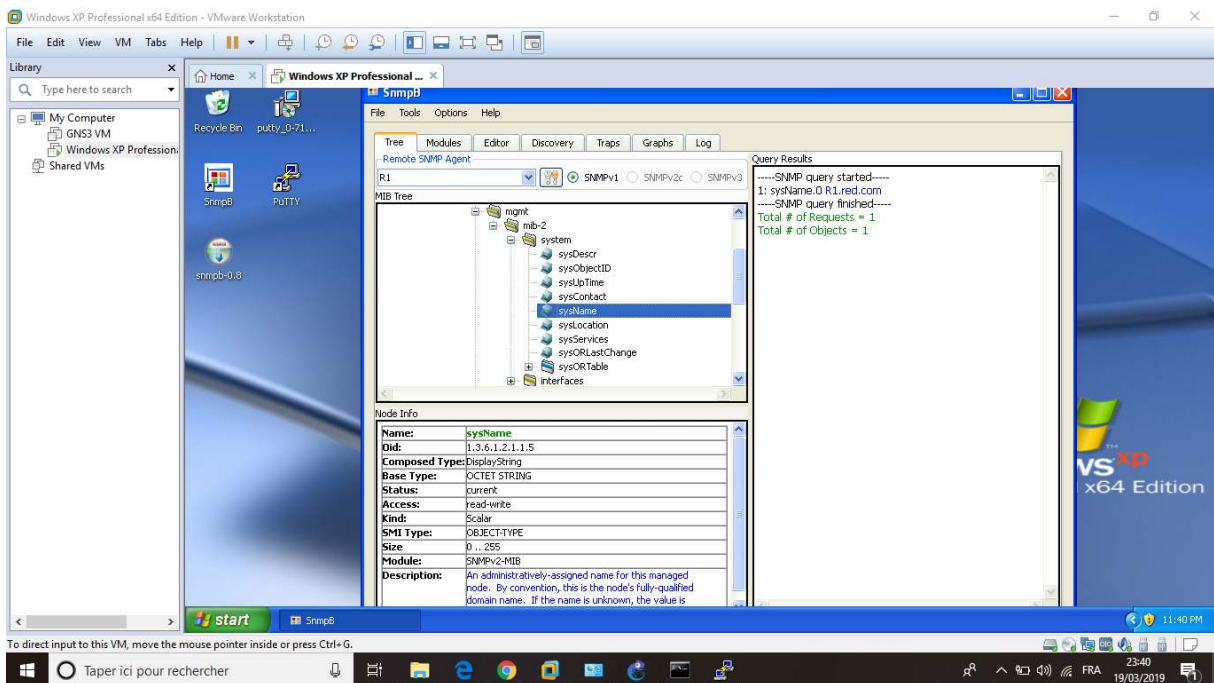 Windows XP Professional x64 Edition - VMware Workstation
File Edit View VM Tabs Help
Library
Type here to search
My Computer
GNS3 VM
Windows XP Profession
Shared VMs
Home
Windows XP Professional ...
Recycle Bin
putty_0-71...
SnmpB
PuTTY
snmpb-0.8
SnmpB
File Tools Options Help
Tree Modules Editor Discovery Traps Graphs Log
Remote SNMP Agent
R1
SNMPv1 SNMPv2c SNMPv3
MIB Tree
mgmt
mib-2
system
sysDescr
sysObjectID
sysUpTime
sysContact
sysName
sysLocation
sysServices
sysORLastChange
sysORTable
interfaces
Node Info
Name: sysName
Oid: 1.3.6.1.2.1.1.5
Composed Type: DisplayString
Base Type: OCTET STRING
Status: current
Access: read-write
Kind: Scalar
SMI Type: OBJECT-TYPE
Size 0 .. 255
Module: SNMPv2-MIB
Description: An administratively-assigned name for this managed
node. By convention, this is the node's fully-qualified
domain name. If the name is unknown, the value is
Query Results
-----SNMP query started-----
1: sysName.0 R1.red.com
-----SNMP query finished-----
Total # of Requests = 1
Total # of Objects = 1
ws xp
x64 Edition
start
SnmpB
11:40 PM
To direct input to this VM, move the mouse pointer inside or press Ctrl+G.
Taper ici pour rechercher
FRA
23:40
19/03/2019